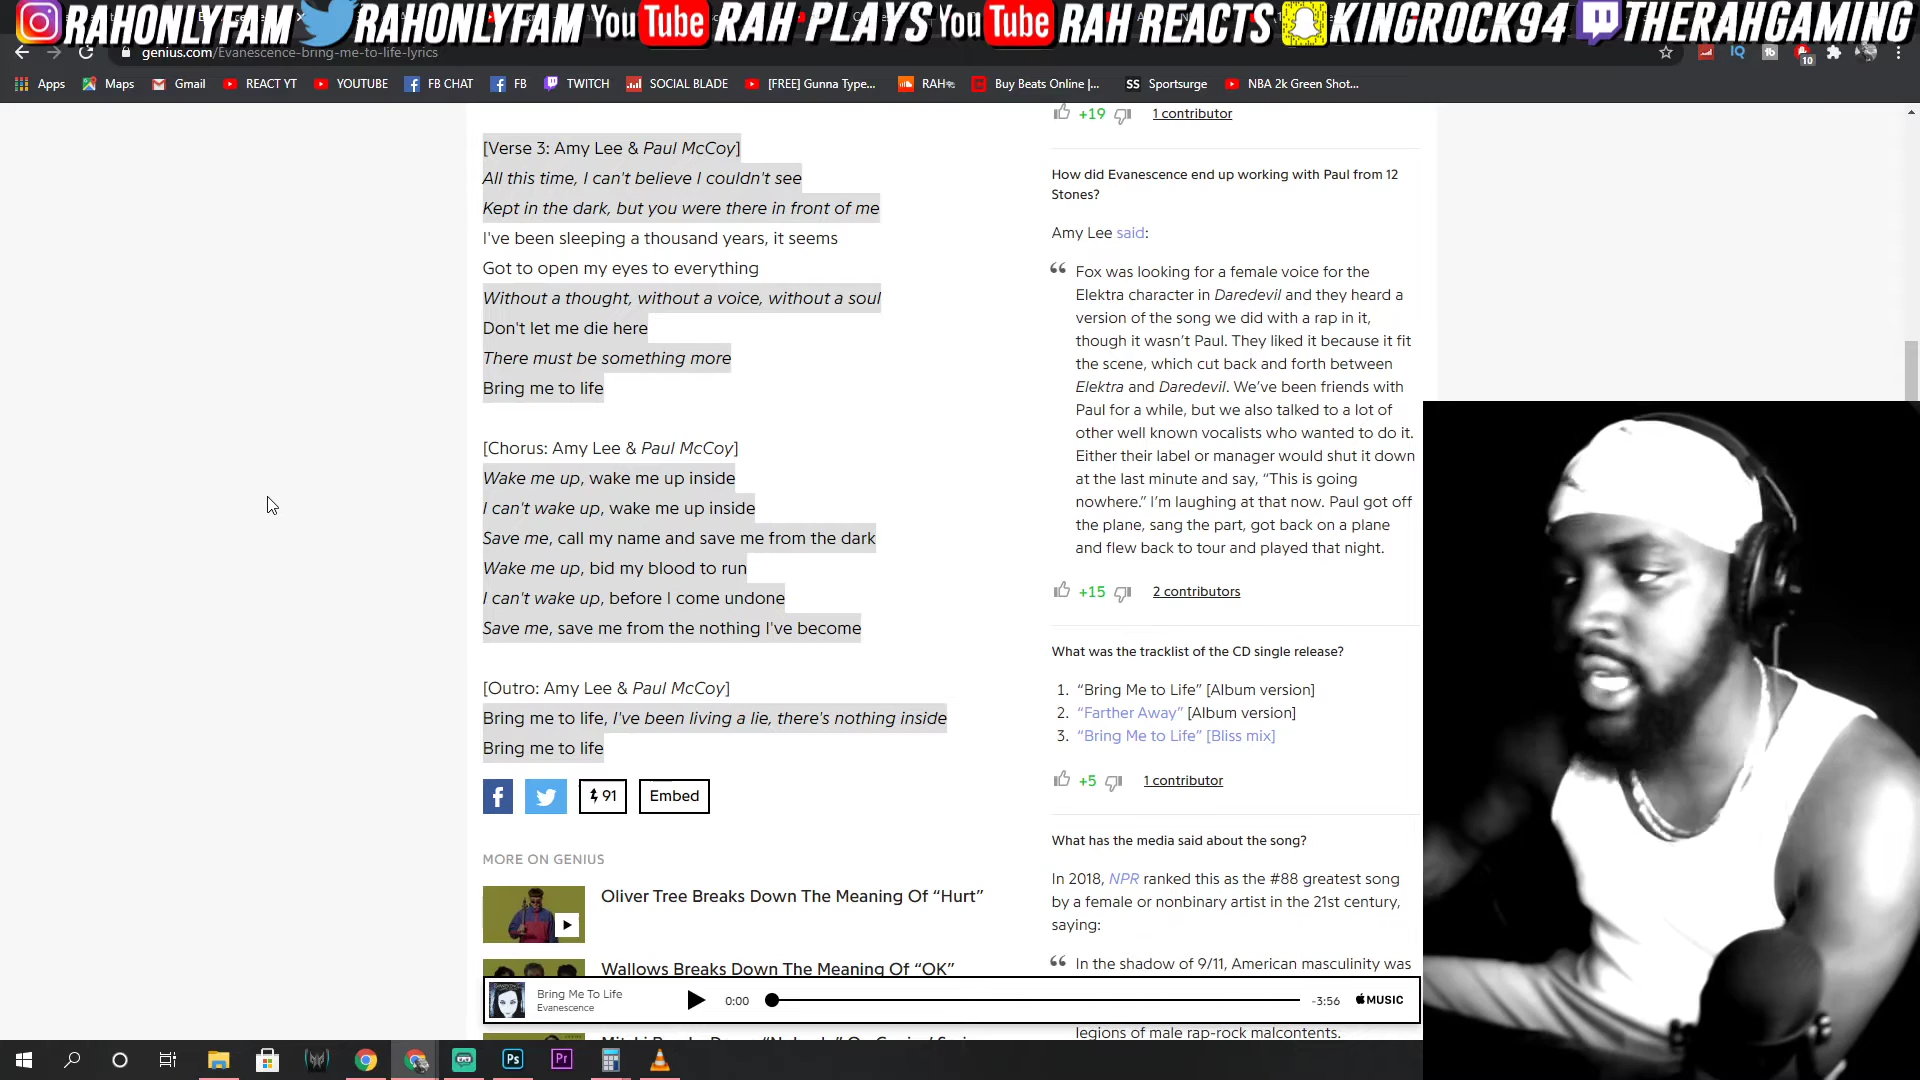 RAHONLYFAM RAHONLYFAM You Tube RAH PLAYS You Tube RAH REACTS KINGROCK94 THERAHGAMING
genius.com/Evanescence-bring-me-to-life-lyrics
10
Apps Maps Gmail REACT YT YOUTUBE FB CHAT FB TWITCH SOCIAL BLADE [FREE] Gunna Type... RAH Buy Beats Online |... SS Sportsurge NBA 2k Green Shot...
[Verse 3: Amy Lee & Paul McCoy]
All this time, I can't believe I couldn't see
Kept in the dark, but you were there in front of me
I've been sleeping a thousand years, it seems
Got to open my eyes to everything
Without a thought, without a voice, without a soul
Don't let me die here
There must be something more
Bring me to life
[Chorus: Amy Lee & Paul McCoy]
Wake me up, wake me up inside
I can't wake up, wake me up inside
Save me, call my name and save me from the dark
Wake me up, bid my blood to run
I can't wake up, before I come undone
Save me, save me from the nothing I've become
[Outro: Amy Lee & Paul McCoy]
Bring me to life, I've been living a lie, there's nothing inside
Bring me to life
f 91 Embed
MORE ON GENIUS
Oliver Tree Breaks Down The Meaning Of “Hurt”
Wallows Breaks Down The Meaning Of “OK”
+19 1 contributor
How did Evanescence end up working with Paul from 12
Stones?
Amy Lee said:
“ Fox was looking for a female voice for the
Elektra character in Daredevil and they heard a
version of the song we did with a rap in it,
though it wasn’t Paul. They liked it because it fit
the scene, which cut back and forth between
Elektra and Daredevil. We’ve been friends with
Paul for a while, but we also talked to a lot of
other well known vocalists who wanted to do it.
Either their label or manager would shut it down
at the last minute and say, “This is going
nowhere.” I’m laughing at that now. Paul got off
the plane, sang the part, got back on a plane
and flew back to tour and played that night.
+15 2 contributors
What was the tracklist of the CD single release?
1. “Bring Me to Life” [Album version]
2. “Farther Away” [Album version]
3. “Bring Me to Life” [Bliss mix]
+5 1 contributor
What has the media said about the song?
In 2018, NPR ranked this as the #88 greatest song
by a female or nonbinary artist in the 21st century,
saying:
“ In the shadow of 9/11, American masculinity was
legions of male rap-rock malcontents.
Bring Me To Life
Evanescence
0:00 -3:56 MUSIC
Ps Pr